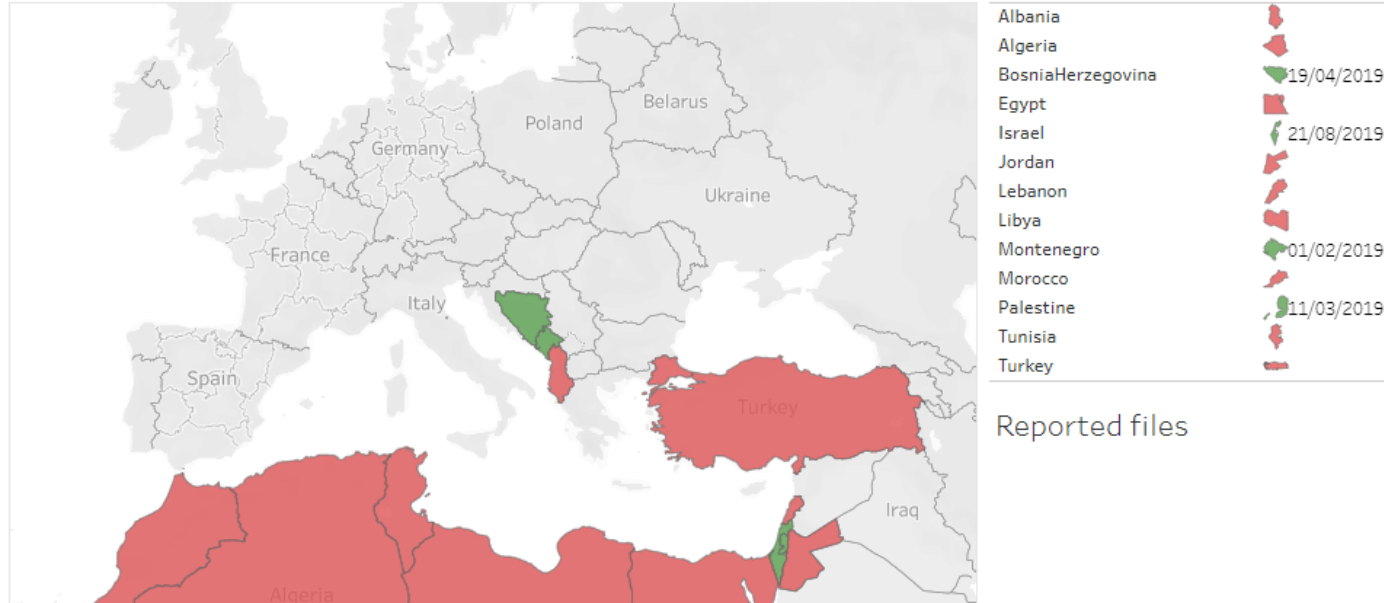 Belarus
Poland
Germany
Ukraine
France
Italy
Spain
Turkey
Iraq
Algeria
Albania
Algeria
BosniaHerzegovina 19/04/2019
Egypt
Israel 21/08/2019
Jordan
Lebanon
Libya
Montenegro 01/02/2019
Morocco
Palestine 11/03/2019
Tunisia
Turkey
Reported files